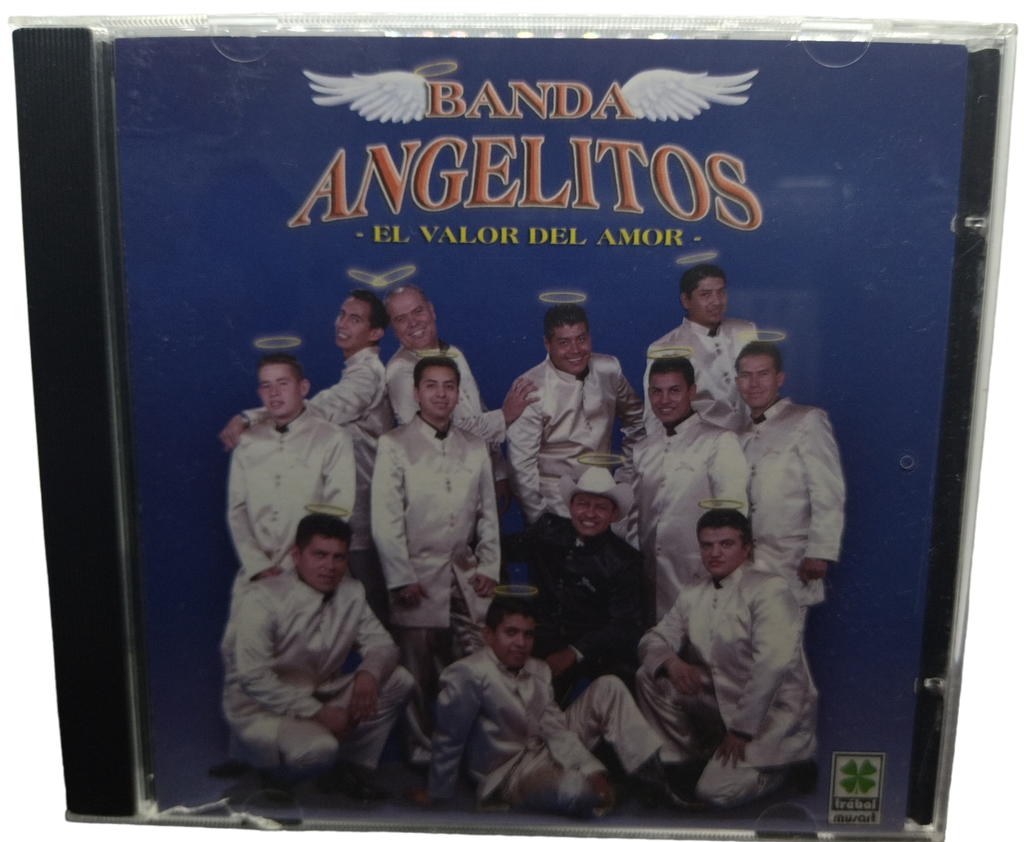 BANDA
ANGELITOS
- EL VALOR DEL AMOR -
trébol
musart